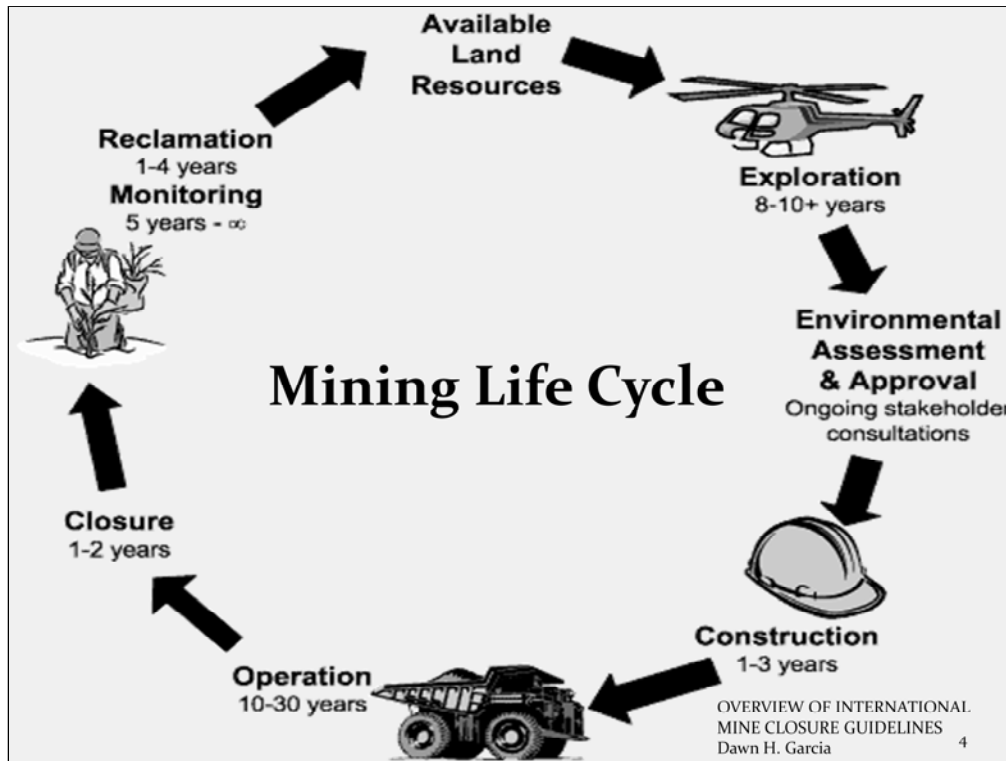 Available
Land
Resources
Exploration
8-10+ years
Environmental
Assessment
& Approval
Ongoing stakeholder
consultations
Construction
1-3 years
Operation
10-30 years
Closure
1-2 years
Reclamation
1-4 years
Monitoring
5 years - ∞
Mining Life Cycle
OVERVIEW OF INTERNATIONAL
MINE CLOSURE GUIDELINES
Dawn H. Garcia
4